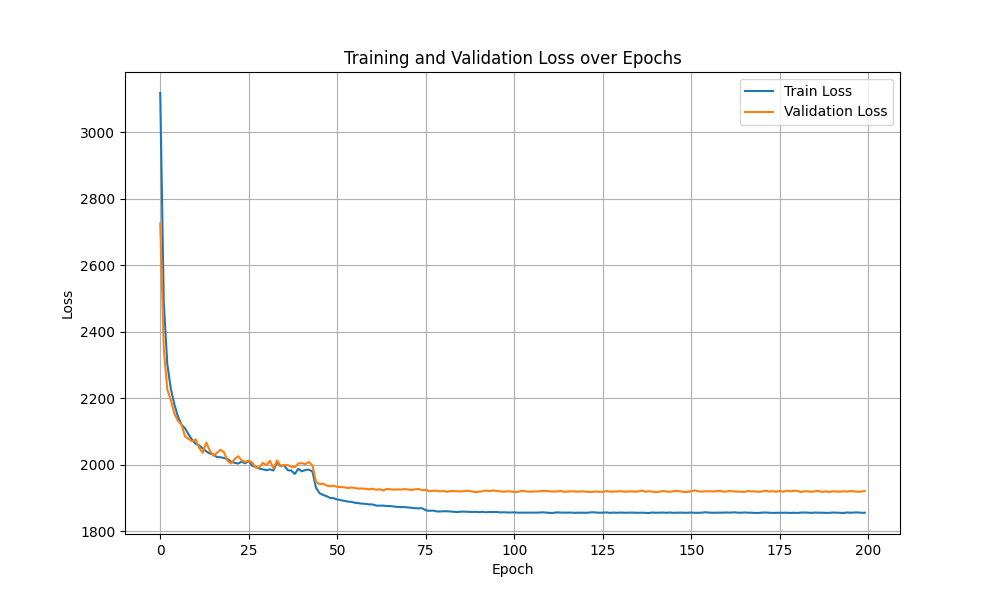 Training and Validation Loss over Epochs
Train Loss
Validation Loss
3000
2800
2600
2400
2200
2000
1800
Loss
0 25 50 75 100 125 150 175 200
Epoch